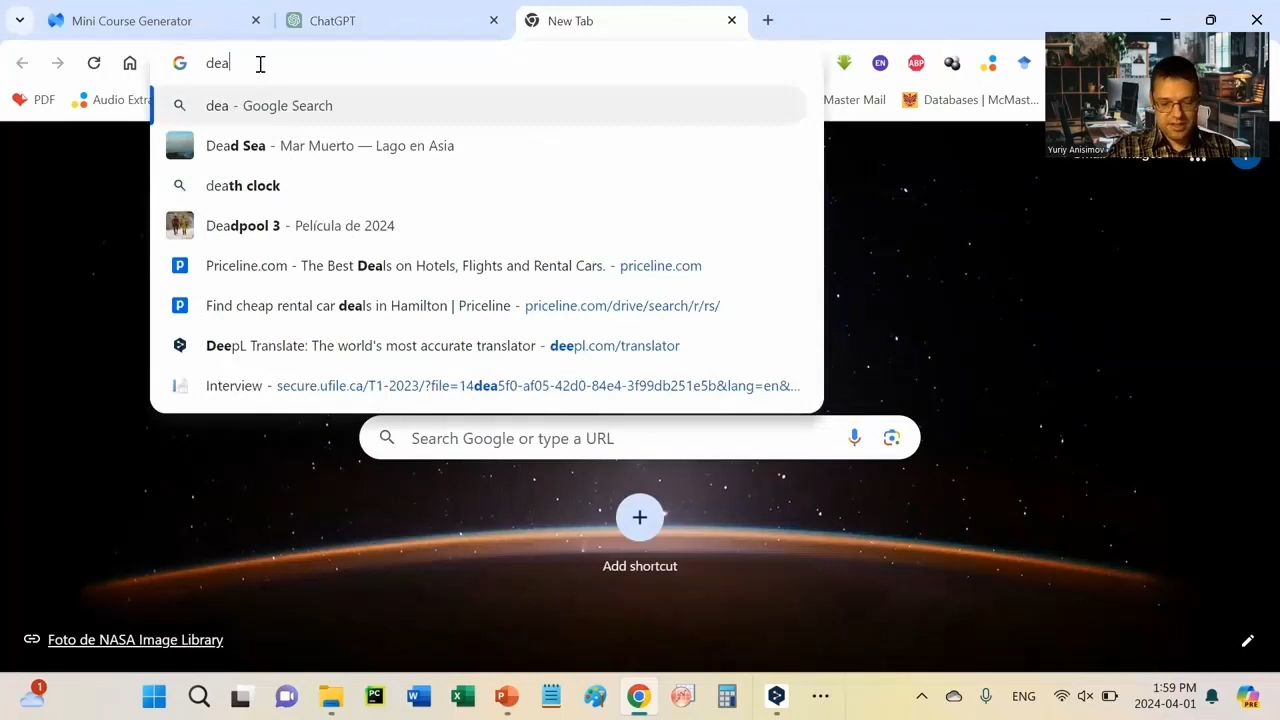 Mini Course Generator
ChatGPT
New Tab
dea
PDF
Audio Extra
Master Mail
Databases | McMast...
dea - Google Search
Dead Sea - Mar Muerto — Lago en Asia
death clock
Deadpool 3 - Película de 2024
Priceline.com - The Best Deals on Hotels, Flights and Rental Cars. - priceline.com
Find cheap rental car deals in Hamilton | Priceline - priceline.com/drive/search/r/rs/
DeepL Translate: The world's most accurate translator - deepl.com/translator
Interview - secure.ufile.ca/T1-2023/?file=14dea5f0-af05-42d0-84e4-3f99db251e5b&lang=en&...
EN
ABP
Yuriy Anisimov
Search Google or type a URL
Add shortcut
Foto de NASA Image Library
1
PC
ENG
1:59 PM
2024-04-01
PRE